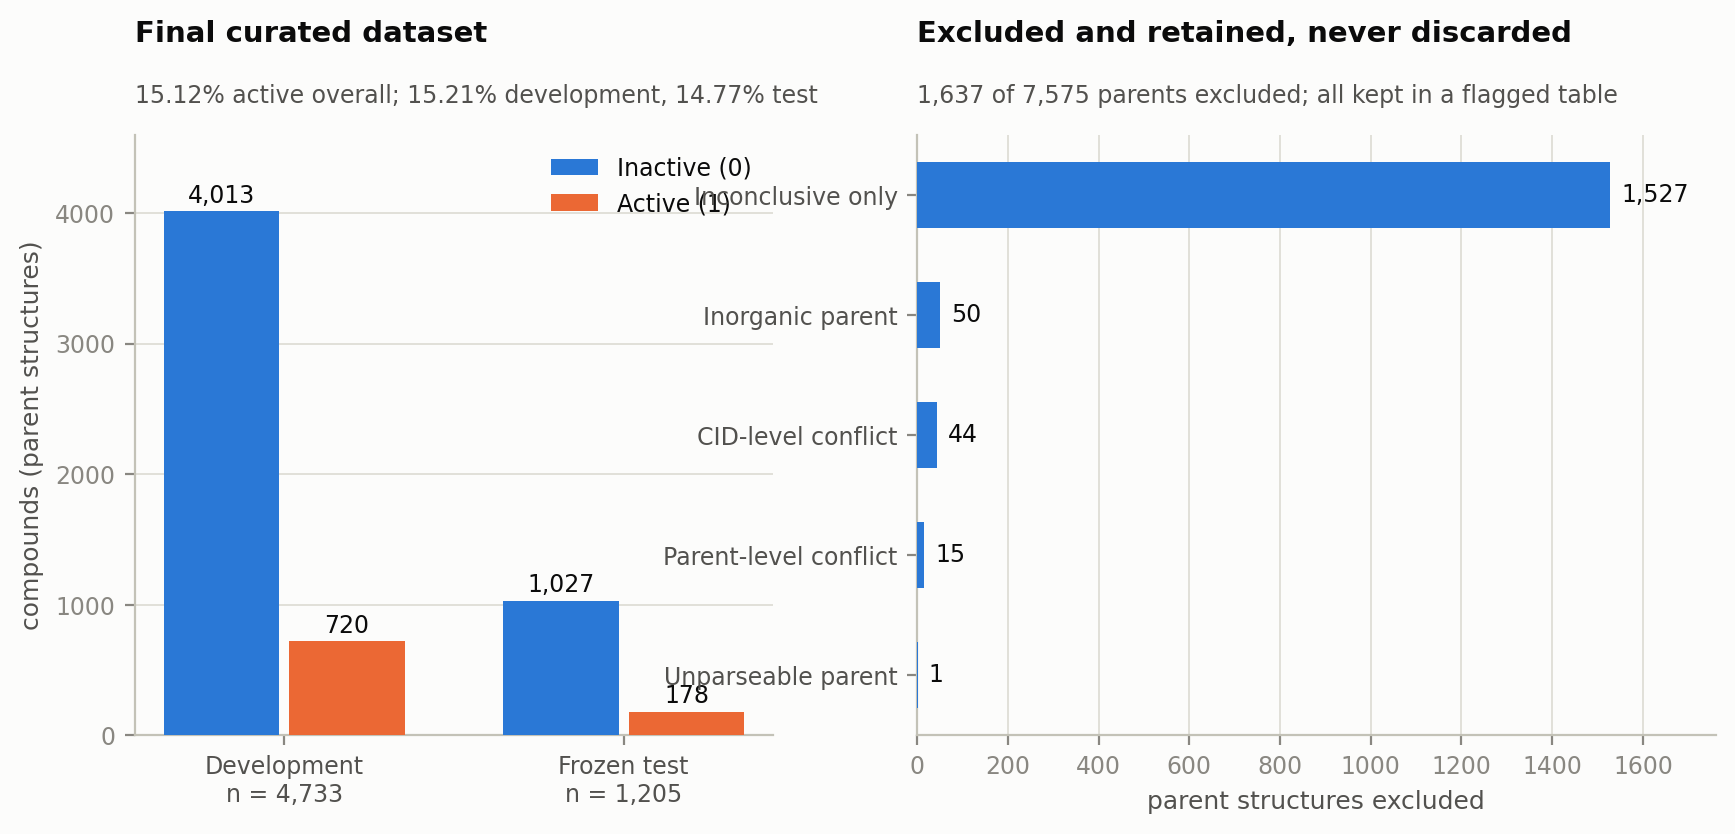 Final curated dataset
15.12% active overall; 15.21% development, 14.77% test
compounds (parent structures)
4000
3000
2000
1000
0
4,013
720
1,027
178
Inactive (0)
Active (1)
Development
n = 4,733
Frozen test
n = 1,205
Excluded and retained, never discarded
1,637 of 7,575 parents excluded; all kept in a flagged table
Inconclusive only
1,527
Inorganic parent
50
CID-level conflict
44
Parent-level conflict
15
Unparseable parent
1
0
200
400
600
800
1000
1200
1400
1600
parent structures excluded